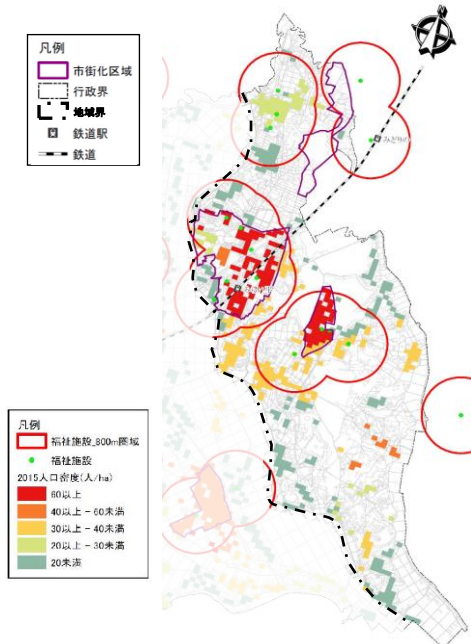 凡例
市街化区域
行政界
地域界
鉄道駅
鉄道
凡例
福祉施設_800m圏域
福祉施設
2015人口密度(人/ha)
60以上
40以上－60未満
30以上－40未満
20以上－30未満
20未満